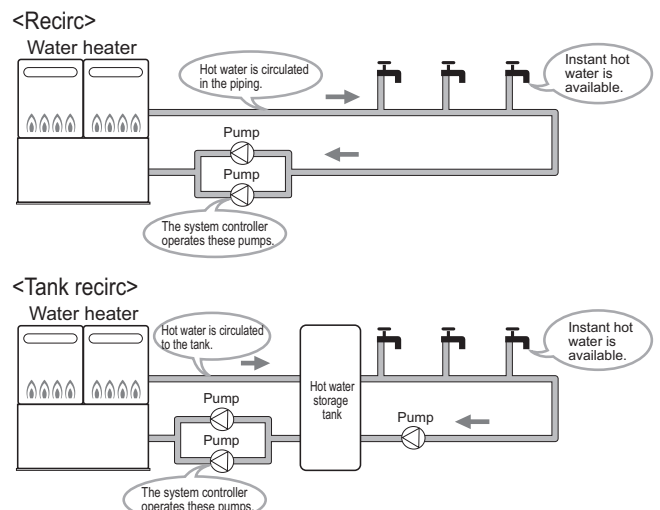 <Recirc>
Water heater
Hot water is circulated
in the piping.
Instant hot
water is
available.
Pump
Pump
The system controller
operates these pumps.
<Tank recirc>
Water heater
Hot water is circulated
to the tank.
Instant hot
water is
available.
Hot water
storage
tank
Pump
Pump
Pump
The system controller
operates these pumps.